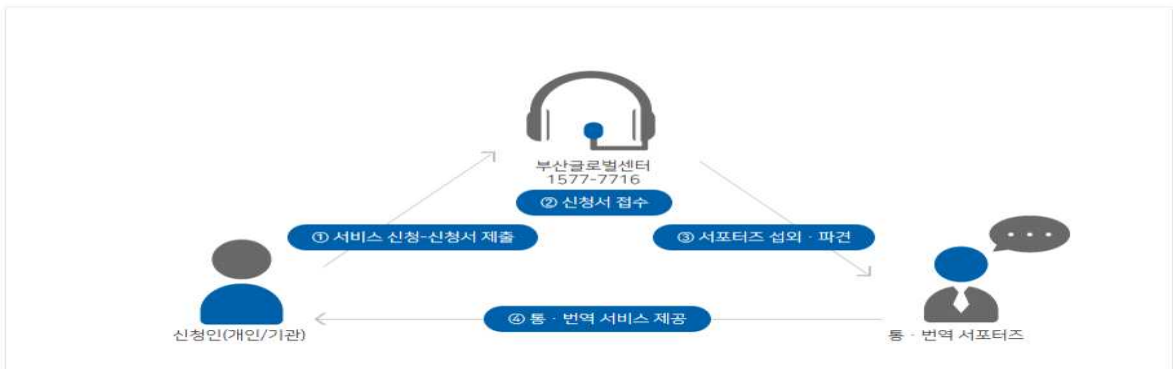 부산글로벌센터
1577-7716
② 신청서 접수
① 서비스 신청-신청서 제출
③ 서포터즈 섭외 · 파견
④ 통 · 번역 서비스 제공
신청인(개인/기관)
통 · 번역 서포터즈